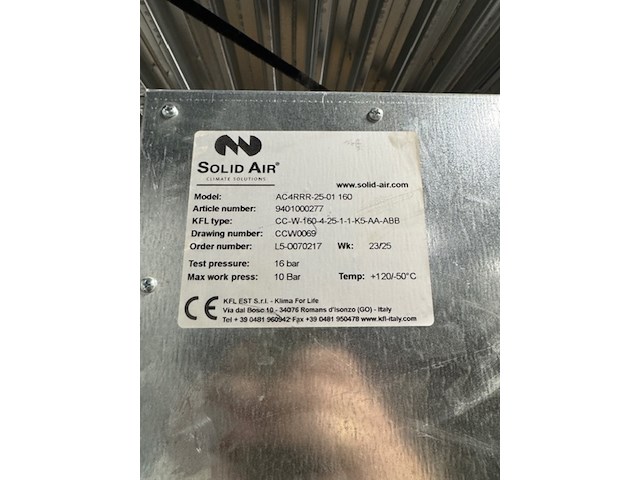 SOLID AIR®
CLIMATE SOLUTIONS
www.solid-air.com
Model: AC4RRR-25-01 160
Article number: 9401000277
KFL type: CC-W-160-4-25-1-1-K5-AA-ABB
Drawing number: CCW0069
Order number: L5-0070217 Wk: 23/25
Test pressure: 16 bar
Max work press: 10 Bar Temp: +120/-50°C
CE
KFL EST S.r.l. - Klima For Life
Via dal Bosc 10 - 34076 Romans d'Isonzo (GO) - Italy
Tel + 39 0481 960942 Fax +39 0481 950478 www.kfl-italy.com